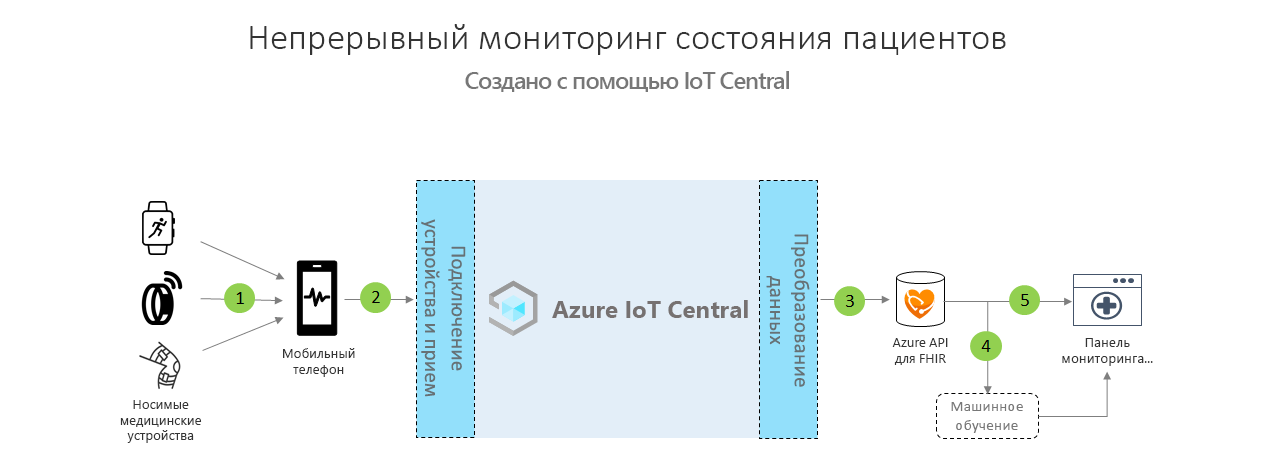 Непрерывный мониторинг состояния пациентов
Создано с помощью IoT Central
1
2
3
4
5
Носимые
медицинские
устройства
Мобильный
телефон
Подключение
устройства и прием
Azure IoT Central
Преобразование
данных
Azure API
для FHIR
Машинное
обучение
Панель
мониторинга...